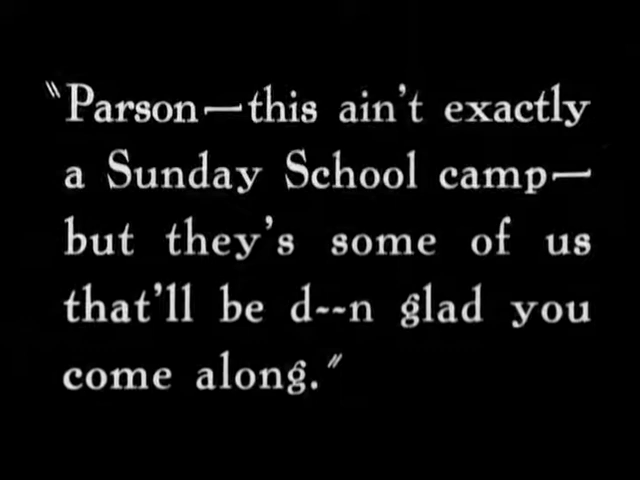 "Parson—this ain't exactly
a Sunday School camp—
but they's some of us
that'll be d--n glad you
come along."